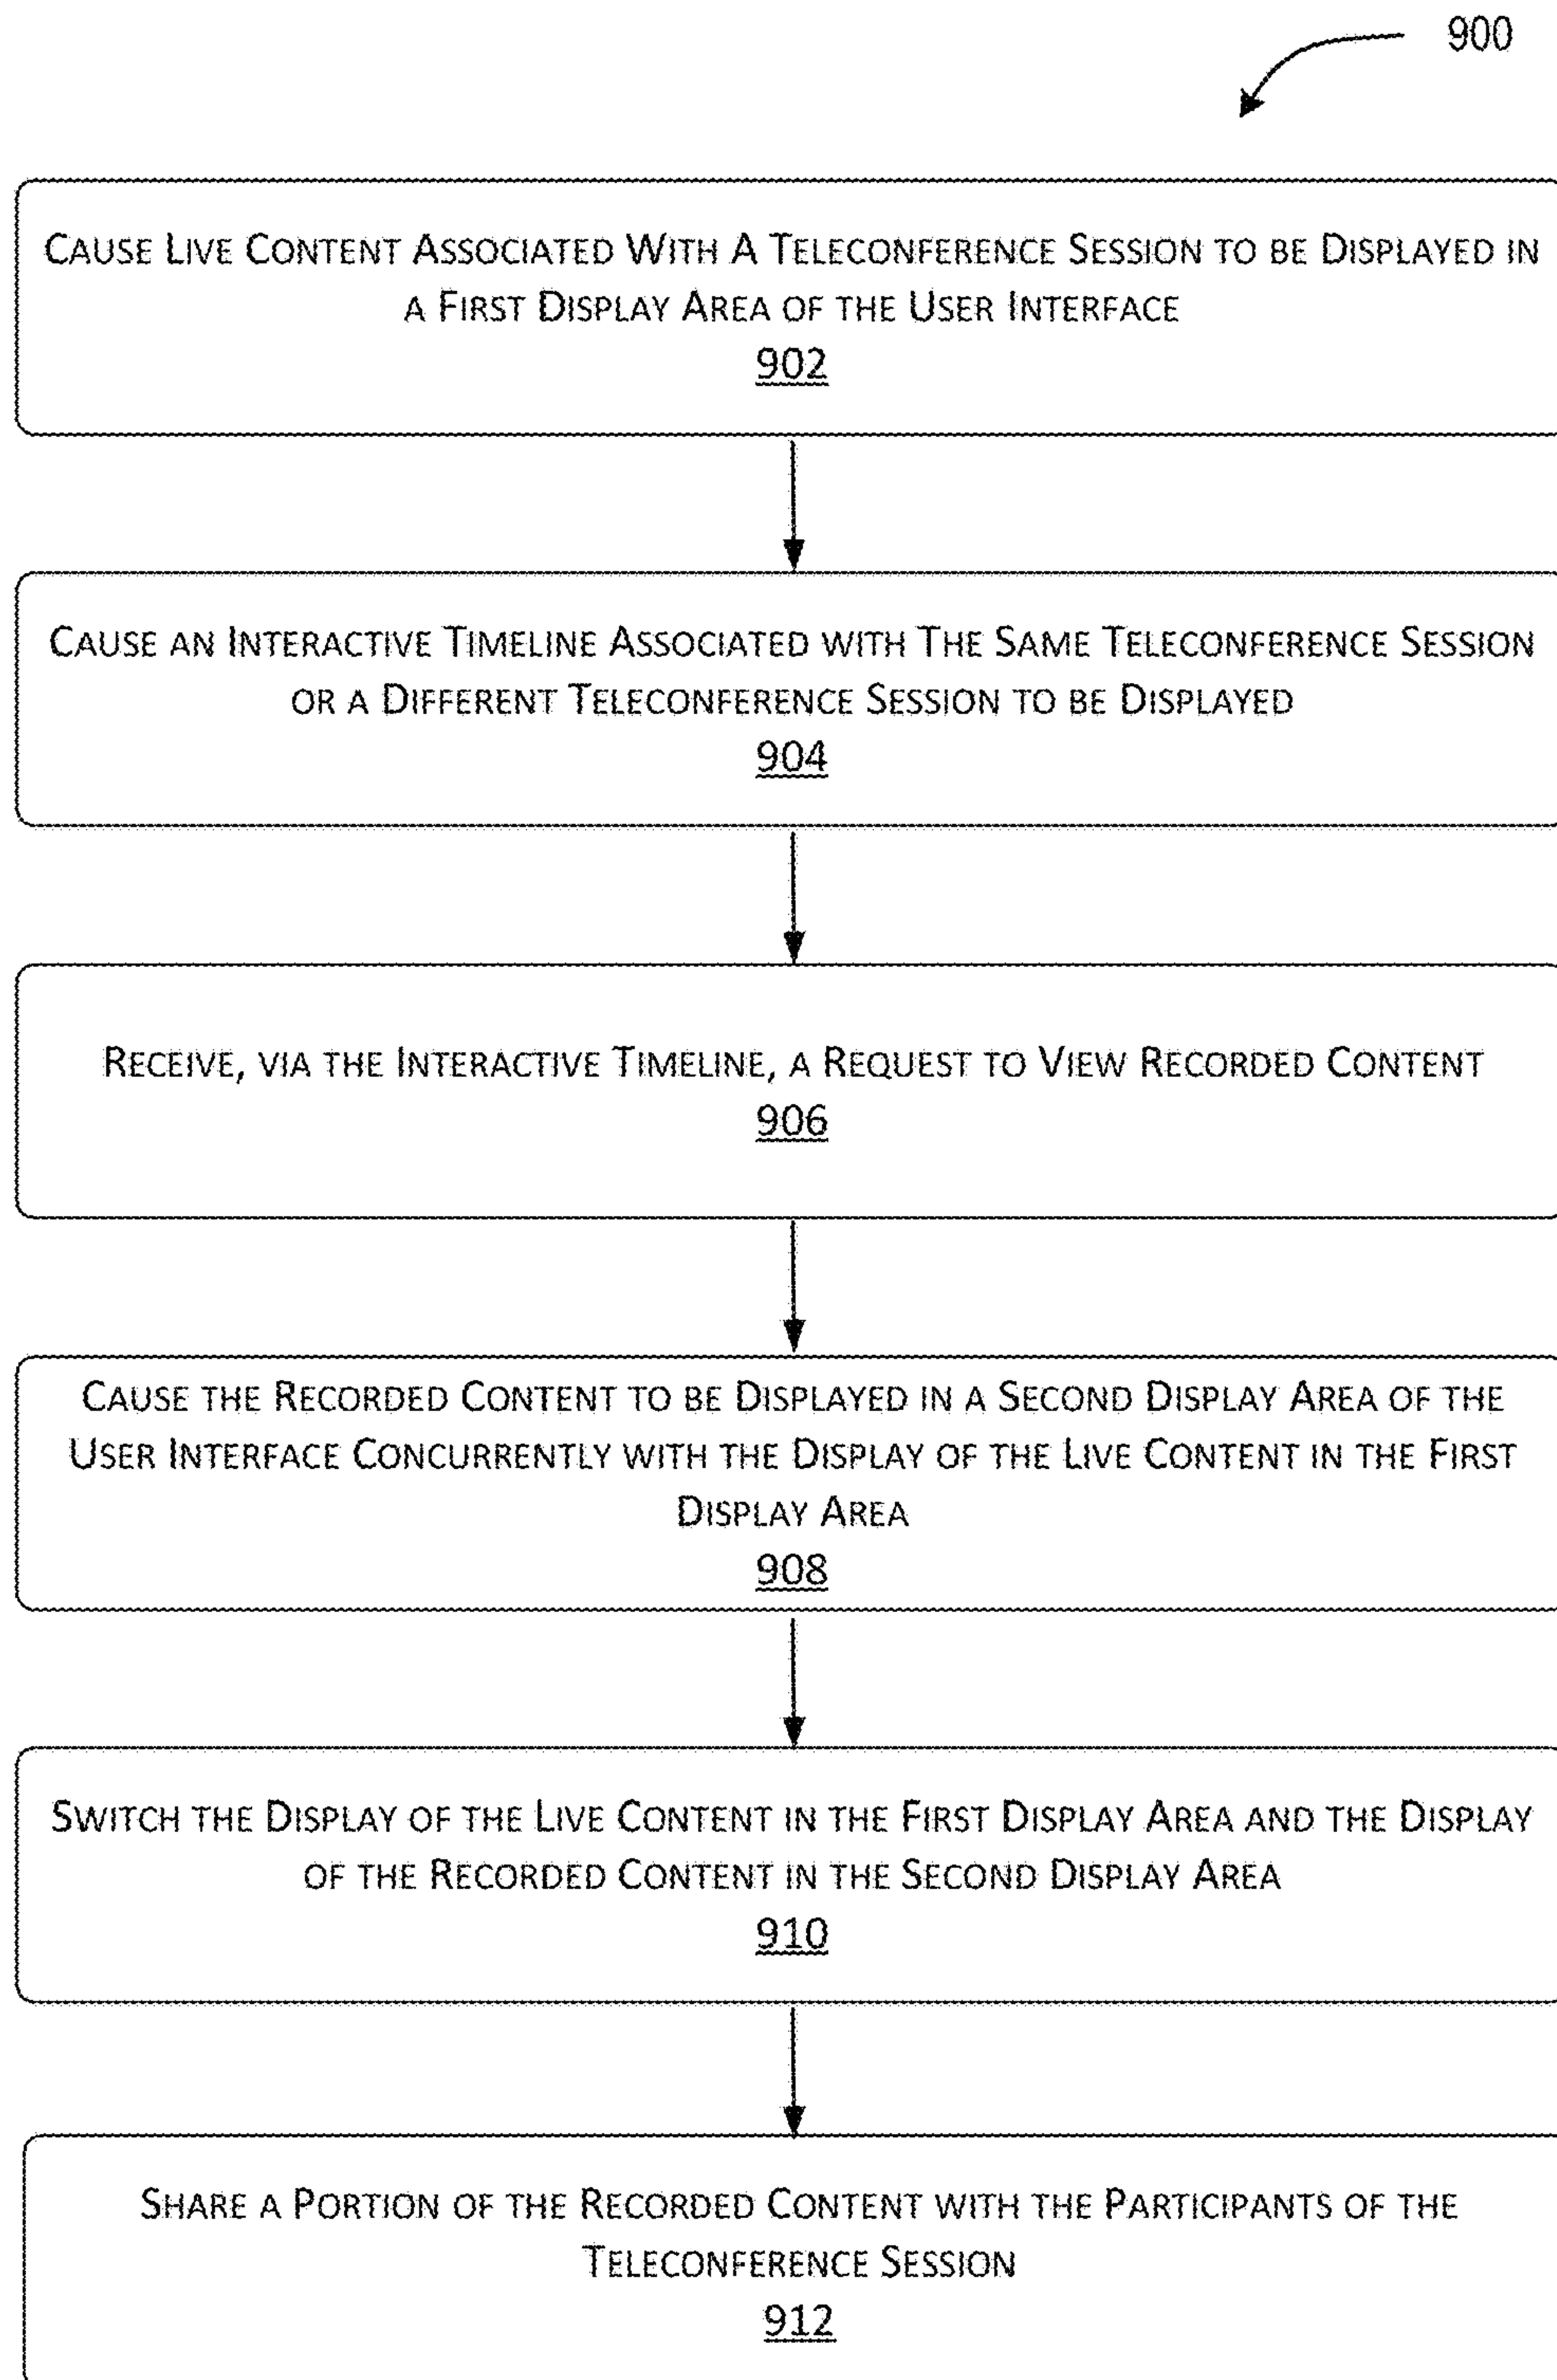 900
CAUSE LIVE CONTENT ASSOCIATED WITH A TELECONFERENCE SESSION TO BE DISPLAYED IN
A FIRST DISPLAY AREA OF THE USER INTERFACE
902
CAUSE AN INTERACTIVE TIMELINE ASSOCIATED WITH THE SAME TELECONFERENCE SESSION
OR A DIFFERENT TELECONFERENCE SESSION TO BE DISPLAYED
904
RECEIVE, VIA THE INTERACTIVE TIMELINE, A REQUEST TO VIEW RECORDED CONTENT
906
CAUSE THE RECORDED CONTENT TO BE DISPLAYED IN A SECOND DISPLAY AREA OF THE
USER INTERFACE CONCURRENTLY WITH THE DISPLAY OF THE LIVE CONTENT IN THE FIRST
DISPLAY AREA
908
SWITCH THE DISPLAY OF THE LIVE CONTENT IN THE FIRST DISPLAY AREA AND THE DISPLAY
OF THE RECORDED CONTENT IN THE SECOND DISPLAY AREA
910
SHARE A PORTION OF THE RECORDED CONTENT WITH THE PARTICIPANTS OF THE
TELECONFERENCE SESSION
912